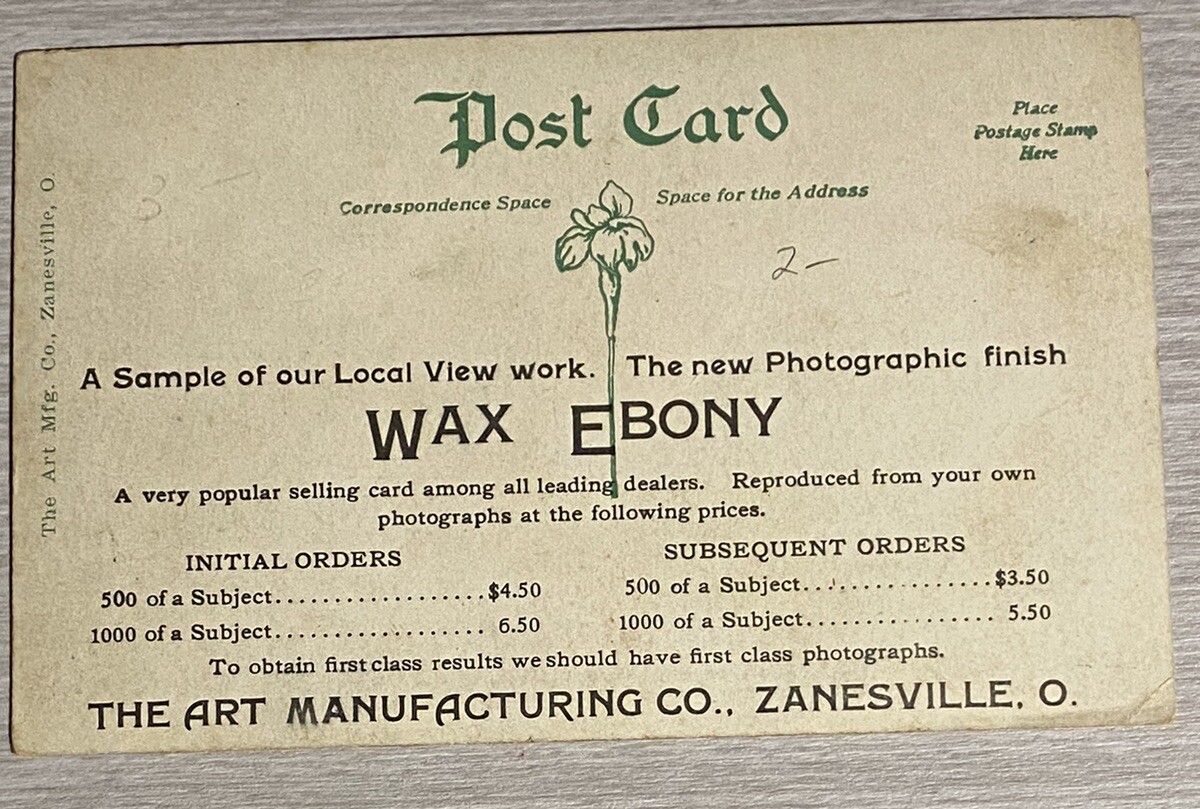 Post Card
Place
Postage Stamp
Here
Correspondence Space
Space for the Address
2-
The Art Mfg. Co., Zanesville, O.
A Sample of our Local View work. The new Photographic finish
WAX EBONY
A very popular selling card among all leading dealers. Reproduced from your own
photographs at the following prices.
INITIAL ORDERS
500 of a Subject..................$4.50
1000 of a Subject.................. 6.50
SUBSEQUENT ORDERS
500 of a Subject................$3.50
1000 of a Subject................ 5.50
To obtain first class results we should have first class photographs.
THE ART MANUFACTURING CO., ZANESVILLE, O.